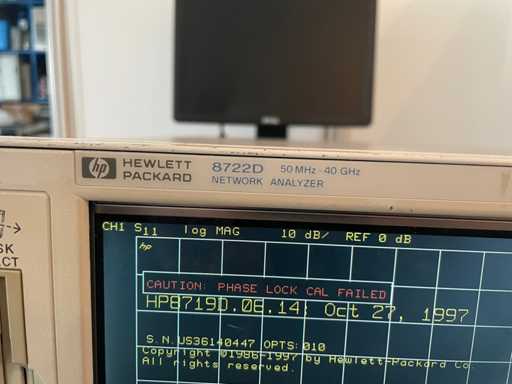 hp HEWLETT PACKARD
8722D NETWORK ANALYZER
50 MHz - 40 GHz
CH1 S11 log MAG 10 dB/ REF 0 dB
hp
CAUTION: PHASE LOCK CAL FAILED
HP8719D.06.14: Oct 27, 1997
S.N.US36140447 OPTS:010
Copyright ©1986-1997 by Hewlett-Packard Co.
All rights reserved.